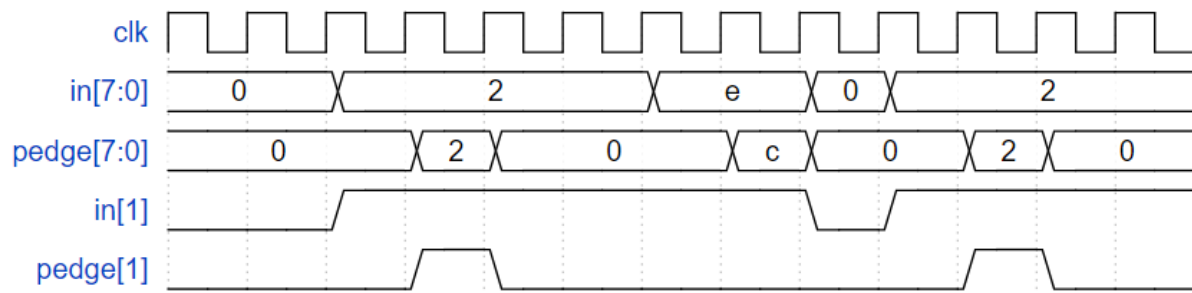 clk
in[7:0] 0 2 e 0 2
pedge[7:0] 0 2 0 c 0 2 0
in[1]
pedge[1]